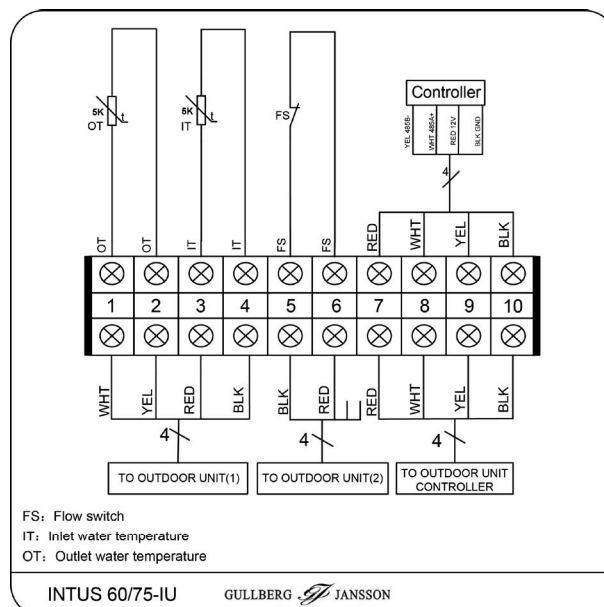 Controller
YEL 485B-
WHT 485A+
RED 12V
BLK GND
5K
OT
t
5K
IT
t
FS
4
OT
OT
IT
IT
FS
FS
RED
WHT
YEL
BLK
1 2 3 4 5 6 7 8 9 10
WHT
YEL
RED
BLK
BLK
RED
RED
WHT
YEL
BLK
4
4
4
TO OUTDOOR UNIT(1)
TO OUTDOOR UNIT(2)
TO OUTDOOR UNIT
CONTROLLER
FS: Flow switch
IT: Inlet water temperature
OT: Outlet water temperature
INTUS 60/75-IU
GULLBERG JANSSON